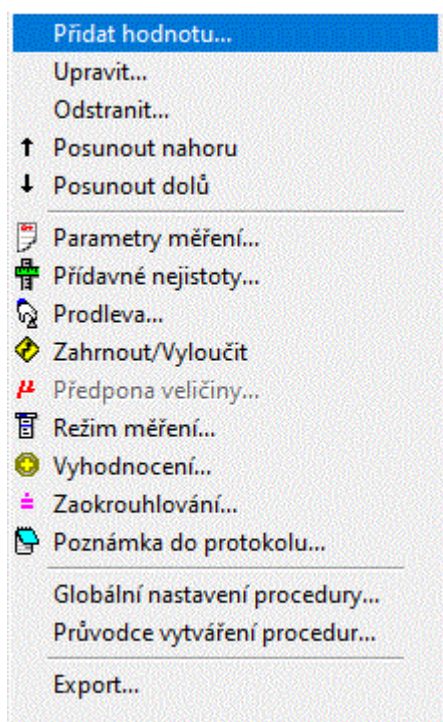 Přidat hodnotu...
Upravit...
Odstranit...
Posunout nahoru
Posunout dolů
Parametry měření...
Přídavné nejistoty...
Prodleva...
Zahrnout/Vyloučit
µ Předpona veličiny...
Režim měření...
Vyhodnocení...
Zaokrouhlování...
Poznámka do protokolu...
Globální nastavení procedury...
Průvodce vytváření procedur...
Export...